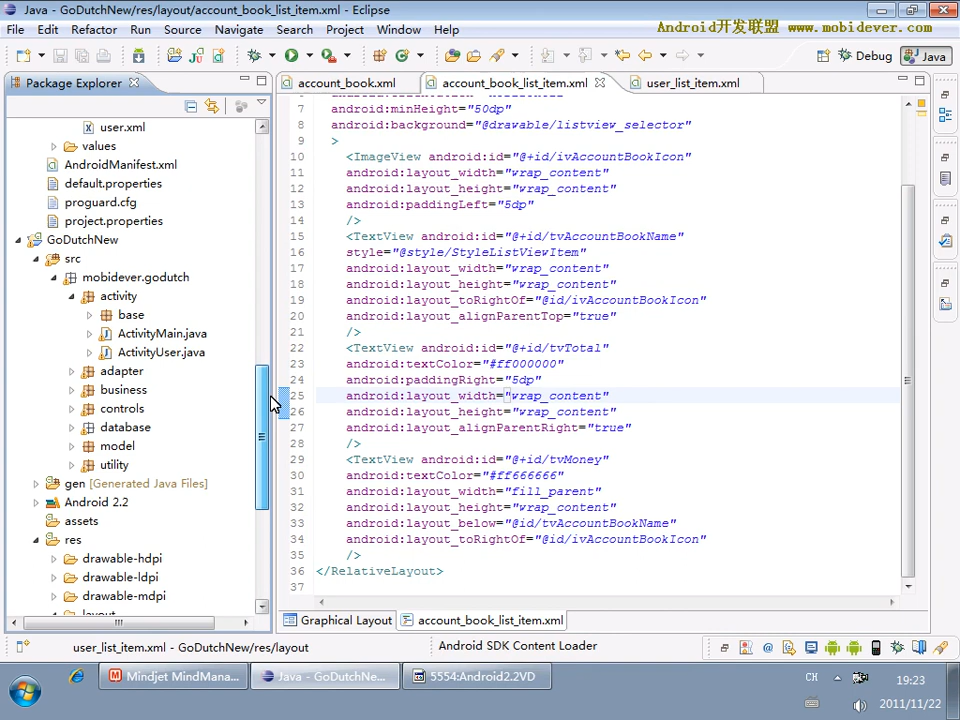 Java - GoDutchNew/res/layout/account_book_list_item.xml - Eclipse
Android开发联盟 www.mobidever.com
File Edit Refactor Run Source Navigate Search Project Window Help
Debug Java
Package Explorer
account_book.xml account_book_list_item.xml user_list_item.xml
user.xml
values
AndroidManifest.xml
default.properties
proguard.cfg
project.properties
GoDutchNew
src
mobidever.godutch
activity
base
ActivityMain.java
ActivityUser.java
adapter
business
controls
database
model
utility
gen [Generated Java Files]
Android 2.2
assets
res
drawable-hdpi
drawable-ldpi
drawable-mdpi
layout
7 android:minHeight="50dp"
8 android:background="@drawable/listview_selector"
9 >
10 <ImageView android:id="@+id/ivAccountBookIcon"
11 android:layout_width="wrap_content"
12 android:layout_height="wrap_content"
13 android:paddingLeft="5dp"
14 />
15 <TextView android:id="@+id/tvAccountBookName"
16 style="@style/StyleListViewItem"
17 android:layout_width="wrap_content"
18 android:layout_height="wrap_content"
19 android:layout_toRightOf="@id/ivAccountBookIcon"
20 android:layout_alignParentTop="true"
21 />
22 <TextView android:id="@+id/tvTotal"
23 android:textColor="#ff000000"
24 android:paddingRight="5dp"
25 android:layout_width="wrap_content"
26 android:layout_height="wrap_content"
27 android:layout_alignParentRight="true"
28 />
29 <TextView android:id="@+id/tvMoney"
30 android:textColor="#ff666666"
31 android:layout_width="fill_parent"
32 android:layout_height="wrap_content"
33 android:layout_below="@id/tvAccountBookName"
34 android:layout_toRightOf="@id/ivAccountBookIcon"
35 />
36 </RelativeLayout>
37
Graphical Layout account_book_list_item.xml
user_list_item.xml - GoDutchNew/res/layout
Android SDK Content Loader
Mindjet MindMana...
Java - GoDutchNe...
5554:Android2.2VD
CH
19:23
2011/11/22